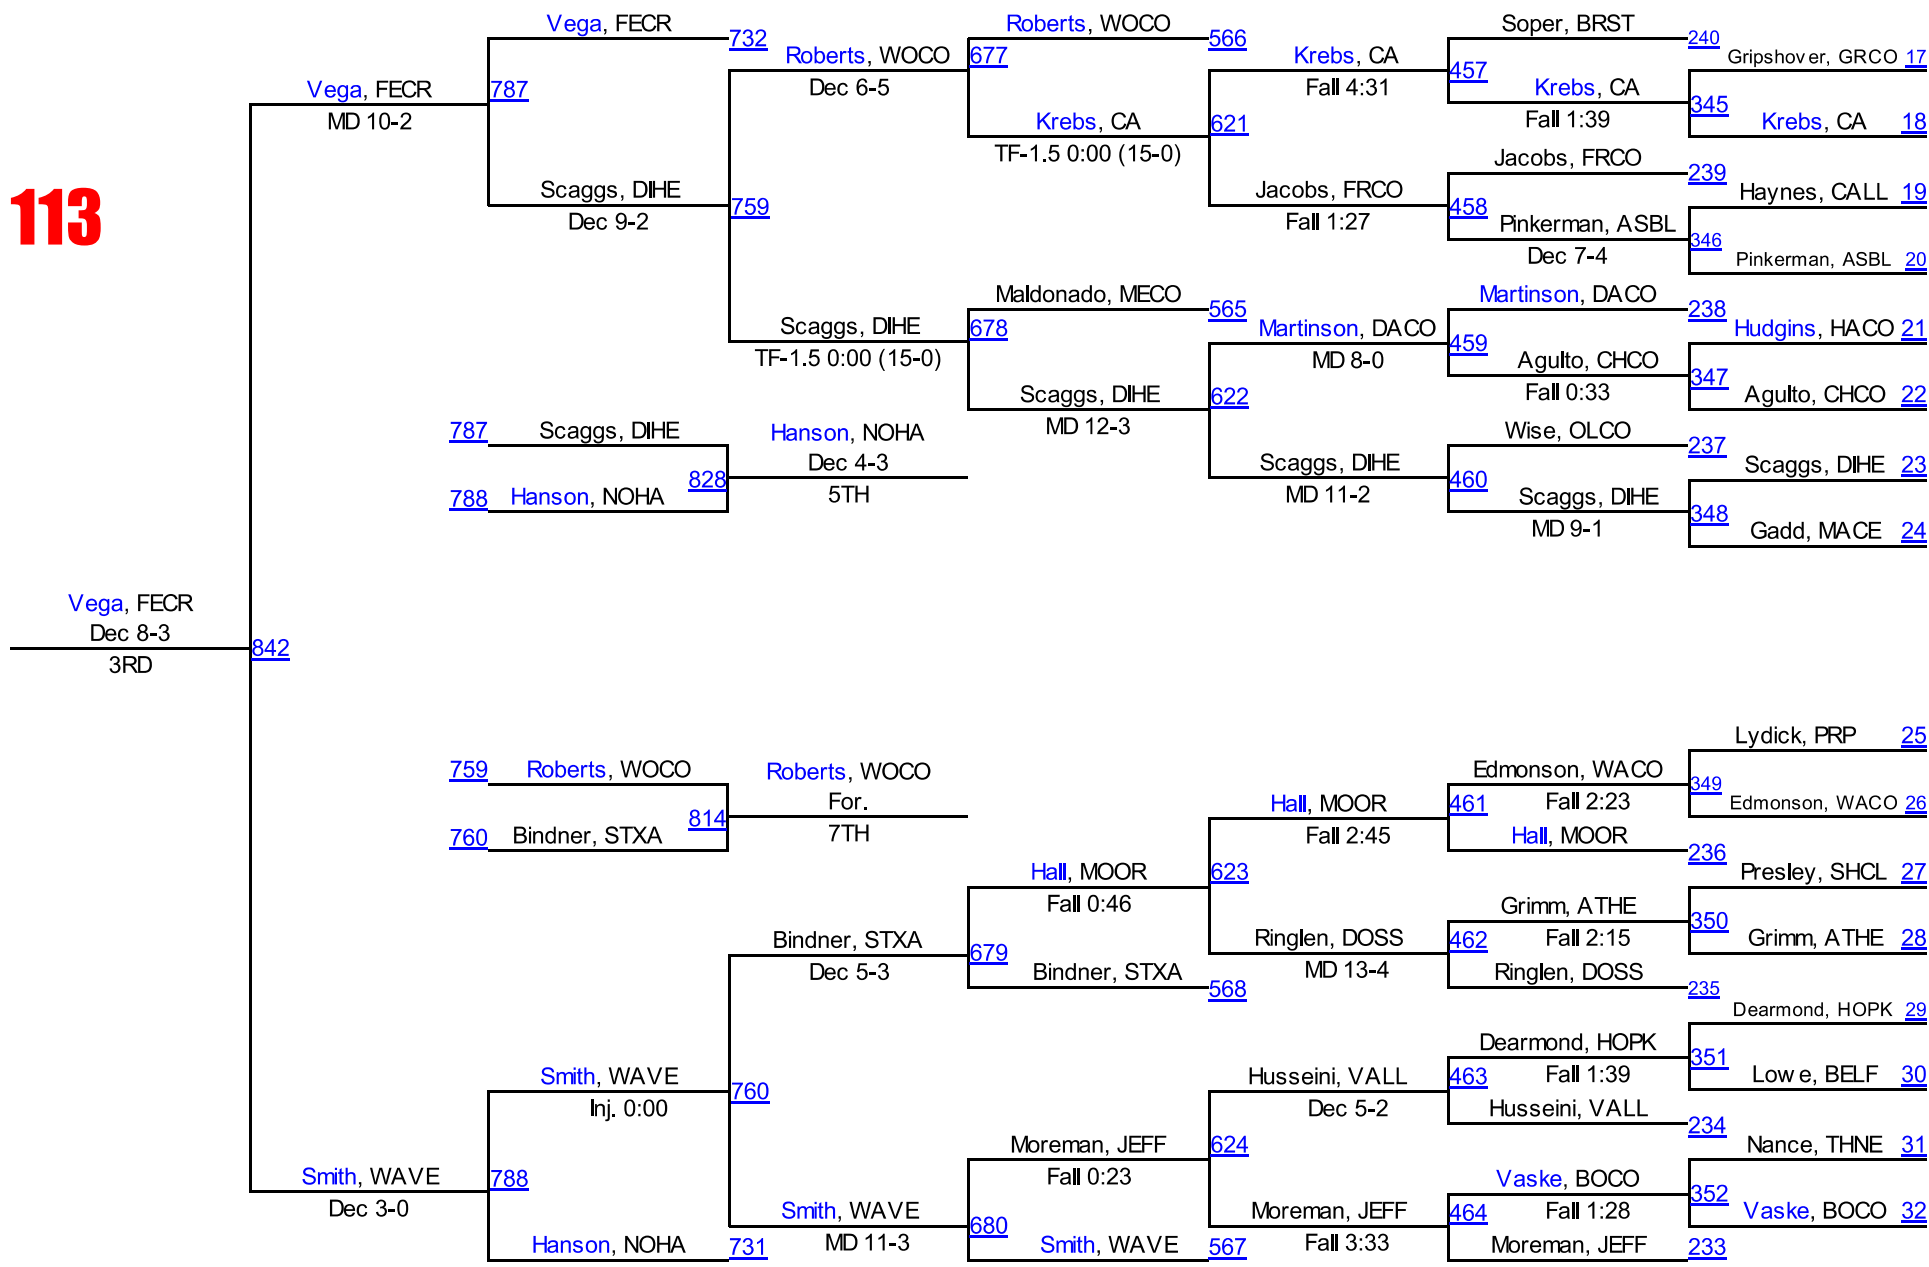 Vega, FECR
732
Roberts, WOCO
566
Soper, BRST
240
Gripshover, GRCO 17
Roberts, WOCO
677
Krebs, CA
457
Vega, FECR
787
Dec 6-5
Fall 4:31
Krebs, CA
345
MD 10-2
Krebs, CA
621
Fall 1:39
Krebs, CA 18
TF-1.5 0:00 (15-0)
Jacobs, FRCO
239
113
Scaggs, DIHE
759
Jacobs, FRCO
458
Haynes, CALL 19
Dec 9-2
Fall 1:27
Pinkerman, ASBL
346
Dec 7-4
Pinkerman, ASBL 20
Maldonado, MECO
565
Martinson, DACO
238
Scaggs, DIHE
678
Martinson, DACO
459
Hudgins, HACO 21
TF-1.5 0:00 (15-0)
MD 8-0
Agulto, CHCO
347
Scaggs, DIHE
622
Fall 0:33
Agulto, CHCO 22
MD 12-3
787
Scaggs, DIHE
Hanson, NOHA
Wise, OLCO
237
828
Dec 4-3
Scaggs, DIHE
460
Scaggs, DIHE 23
788
Hanson, NOHA
5TH
MD 11-2
Scaggs, DIHE
348
MD 9-1
Gadd, MACE 24
Vega, FECR
Dec 8-3
842
3RD
Lydick, PRP 25
759
Roberts, WOCO
Roberts, WOCO
Edmonson, WACO
349
814
For.
Hall, MOOR
461
Fall 2:23
Edmonson, WACO 26
760
Bindner, STXA
7TH
Fall 2:45
Hall, MOOR
236
Hall, MOOR
623
Presley, SHCL 27
Fall 0:46
Grimm, ATHE
350
Bindner, STXA
679
Ringlen, DOSS
462
Fall 2:15
Grimm, ATHE 28
Dec 5-3
Bindner, STXA
568
MD 13-4
Ringlen, DOSS
235
Dearmond, HOPK 29
Dearmond, HOPK
351
Smith, WAVE
760
Husseini, VALL
463
Fall 1:39
Lowe, BELF 30
Inj. 0:00
Dec 5-2
Husseini, VALL
234
Moreman, JEFF
624
Nance, THNE 31
Smith, WAVE
788
Fall 0:23
Vaske, BOCO
352
Dec 3-0
Smith, WAVE
680
Moreman, JEFF
464
Fall 1:28
Vaske, BOCO 32
Hanson, NOHA
731
MD 11-3
Smith, WAVE
567
Fall 3:33
Moreman, JEFF
233